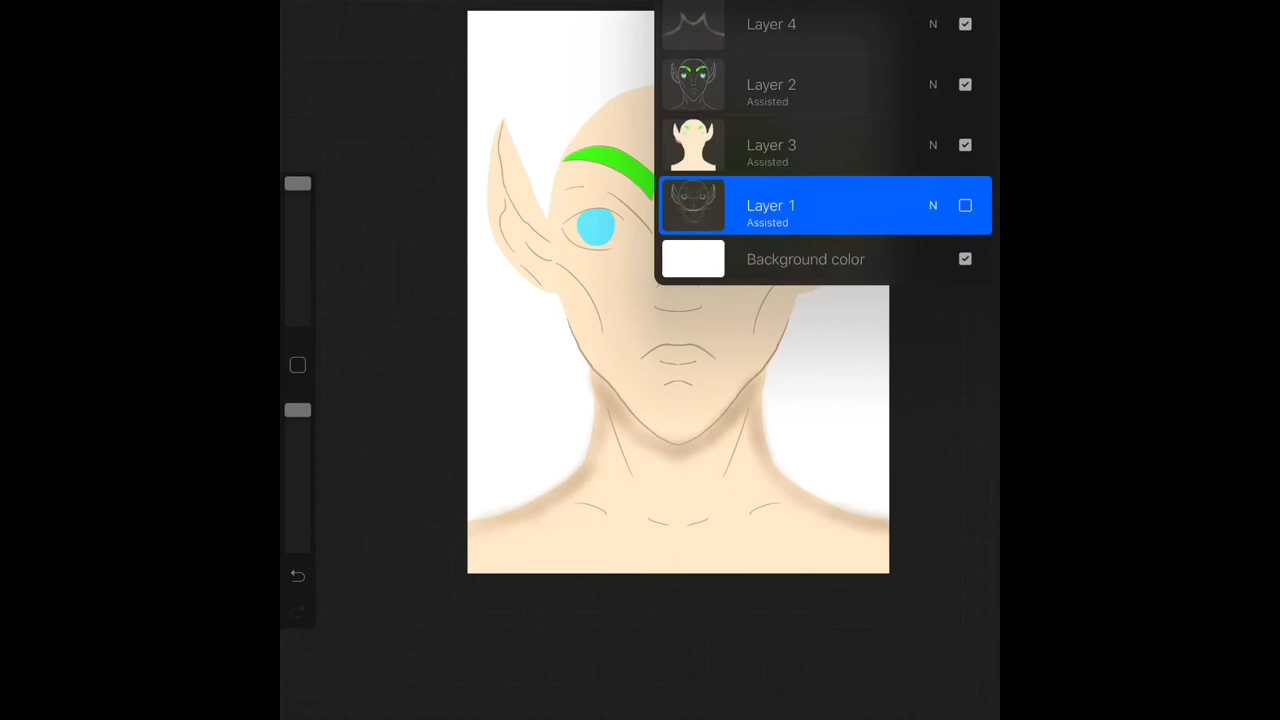 Layer 4 N
Layer 2 N
Assisted
Layer 3 N
Assisted
Layer 1 N
Assisted
Background color